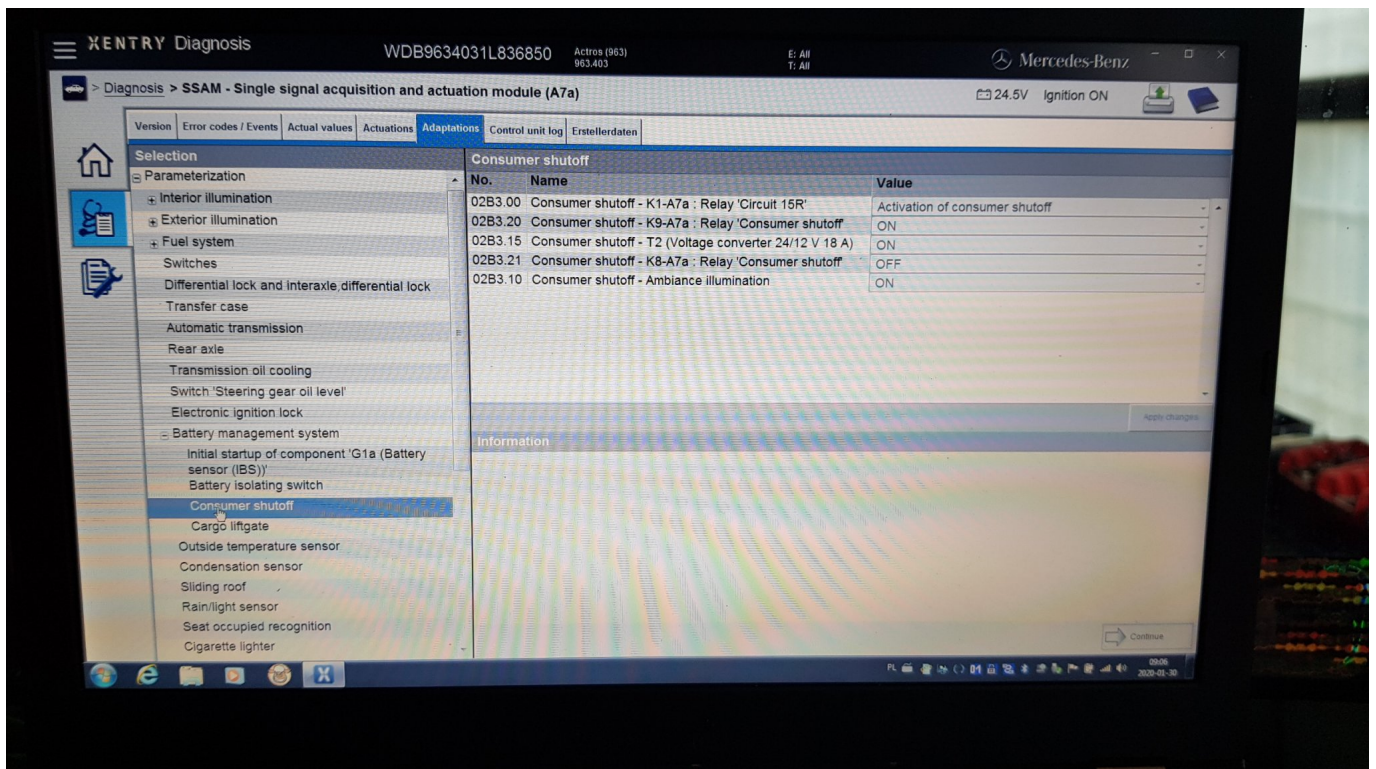 XENTRY Diagnosis
WDB9634031L836850
Actros (963)
963.403
E: All
T: All
Mercedes-Benz
> Diagnosis > SSAM - Single signal acquisition and actuation module (A7a)
24.5V Ignition ON
Version Error codes / Events Actual values Actuations Adaptations Control unit log Erstellerdaten
Selection
Parameterization
Interior illumination
Exterior illumination
Fuel system
Switches
Differential lock and interaxle differential lock
Transfer case
Automatic transmission
Rear axle
Transmission oil cooling
Switch 'Steering gear oil level'
Electronic ignition lock
Battery management system
Initial startup of component 'G1a (Battery
sensor (IBS))'
Battery isolating switch
Consumer shutoff
Cargo liftgate
Outside temperature sensor
Condensation sensor
Sliding roof
Rain/light sensor
Seat occupied recognition
Cigarette lighter
Consumer shutoff
No. Name Value
02B3.00 Consumer shutoff - K1-A7a : Relay 'Circuit 15R' Activation of consumer shutoff
02B3.20 Consumer shutoff - K9-A7a : Relay 'Consumer shutoff' ON
02B3.15 Consumer shutoff - T2 (Voltage converter 24/12 V 18 A) ON
02B3.21 Consumer shutoff - K8-A7a : Relay 'Consumer shutoff' OFF
02B3.10 Consumer shutoff - Ambiance illumination ON
Apply changes
Information
Continue
PL
09:06
2020-01-30